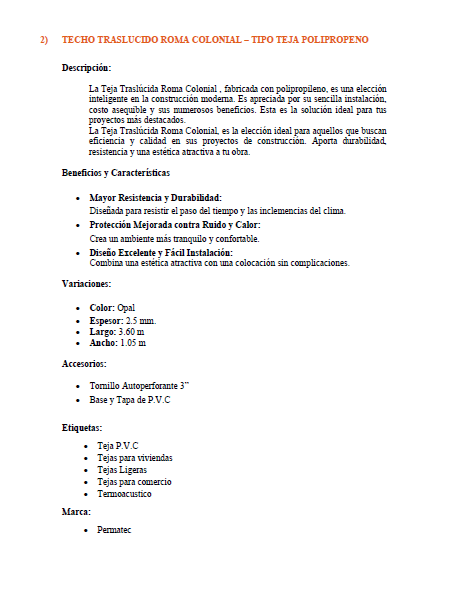 2) TECHO TRASLUCIDO ROMA COLONIAL – TIPO TEJA POLIPROPENO
Descripción:
La Teja Traslúcida Roma Colonial , fabricada con polipropileno, es una elección
inteligente en la construcción moderna. Es apreciada por su sencilla instalación,
costo asequible y sus numerosos beneficios. Esta es la solución ideal para tus
proyectos más destacados.
La Teja Traslúcida Roma Colonial, es la elección ideal para aquellos que buscan
eficiencia y calidad en sus proyectos de construcción. Aporta durabilidad,
resistencia y una estética atractiva a tu obra.
Beneficios y Características
• Mayor Resistencia y Durabilidad:
Diseñada para resistir el paso del tiempo y las inclemencias del clima.
• Protección Mejorada contra Ruido y Calor:
Crea un ambiente más tranquilo y confortable.
• Diseño Excelente y Fácil Instalación:
Combina una estética atractiva con una colocación sin complicaciones.
Variaciones:
• Color: Opal
• Espesor: 2.5 mm.
• Largo: 3.60 m
• Ancho: 1.05 m
Accesorios:
• Tornillo Autoperforante 3”
• Base y Tapa de P.V.C
Etiquetas:
• Teja P.V.C
• Tejas para viviendas
• Tejas Ligeras
• Tejas para comercio
• Termoacustico
Marca:
• Permatec